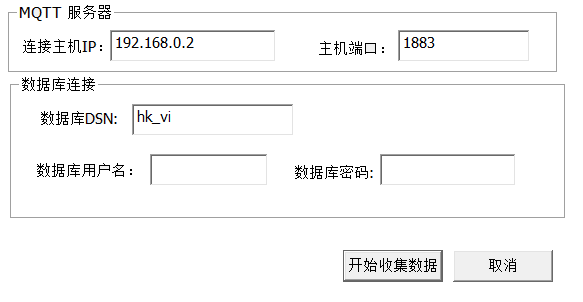 MQTT 服务器
连接主机IP： 192.168.0.2 主机端口： 1883
数据库连接
数据库DSN: hk_vi
数据库用户名： 数据库密码:
开始收集数据 取消